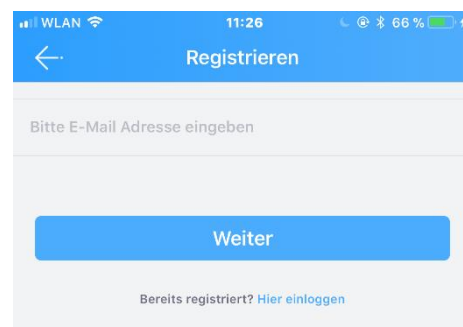 WLAN 11:26 66 %
Registrieren
Bitte E-Mail Adresse eingeben
Weiter
Bereits registriert? Hier einloggen